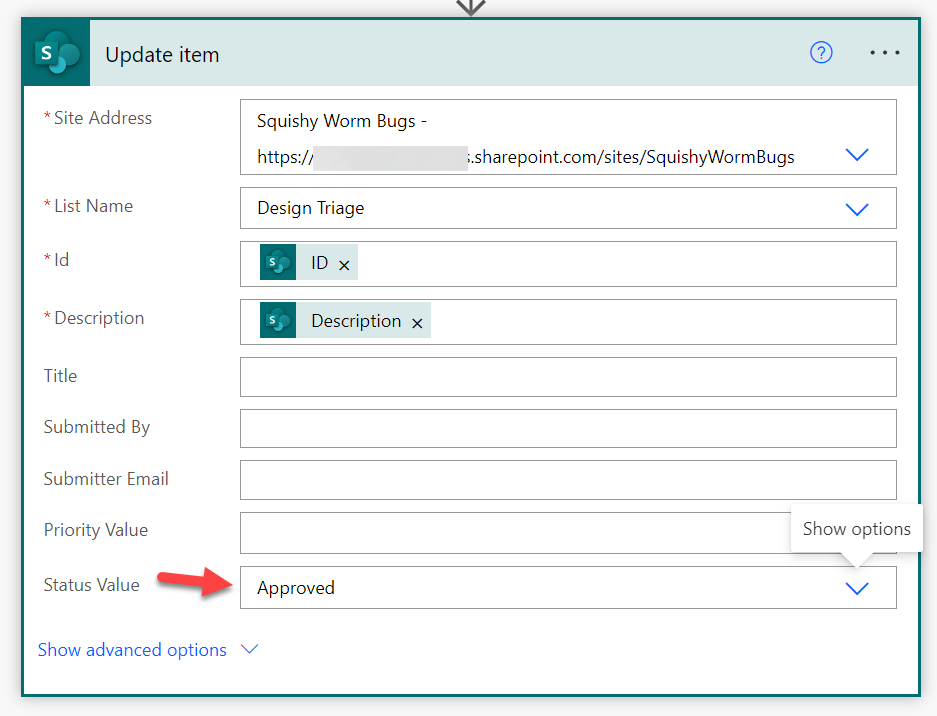 Update item
* Site Address
Squishy Worm Bugs -
https:// s.sharepoint.com/sites/SquishyWormBugs
* List Name
Design Triage
* Id
ID
* Description
Description
Title
Submitted By
Submitter Email
Priority Value
Show options
Status Value
Approved
Show advanced options